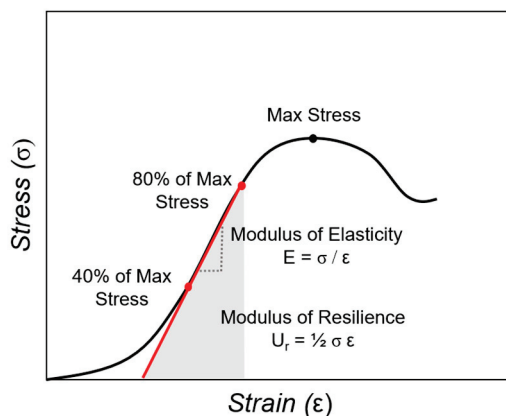 Max Stress
80% of Max
Stress
Modulus of Elasticity
E = σ / ε
40% of Max
Stress
Modulus of Resilience
Uᵣ = ½ σ ε
Stress (σ)
Strain (ε)